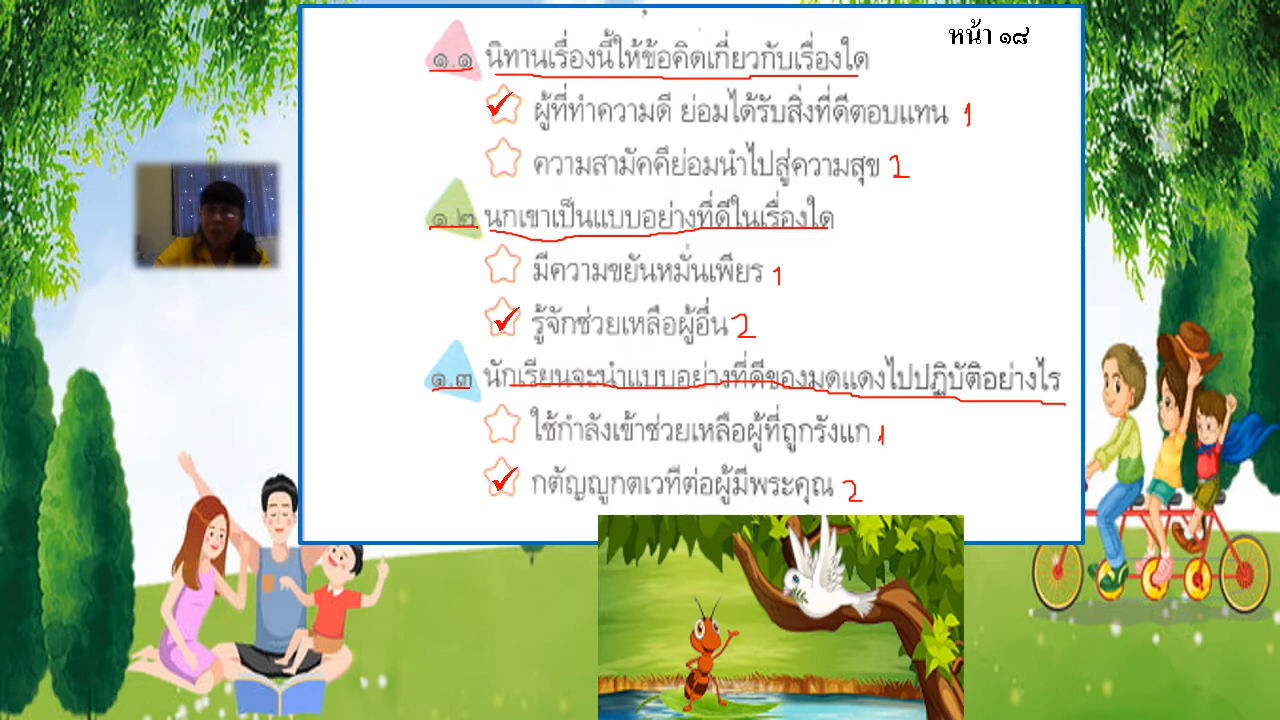 หน้า ๑๘
๑.๑ นิทานเรื่องนี้ให้ข้อคิดเกี่ยวกับเรื่องใด
ผู้ที่ทำความดี ย่อมได้รับสิ่งที่ดีตอบแทน 1
ความสามัคคีย่อมนำไปสู่ความสุข 2
๑.๒ นกเขาเป็นแบบอย่างที่ดีในเรื่องใด
มีความขยันหมั่นเพียร 1
รู้จักช่วยเหลือผู้อื่น 2
๑.๓ นักเรียนจะนำแบบอย่างที่ดีของมดแดงไปปฏิบัติอย่างไร
ใช้กำลังเข้าช่วยเหลือผู้ที่ถูกรังแก 1
กตัญญูกตเวทีต่อผู้มีพระคุณ 2